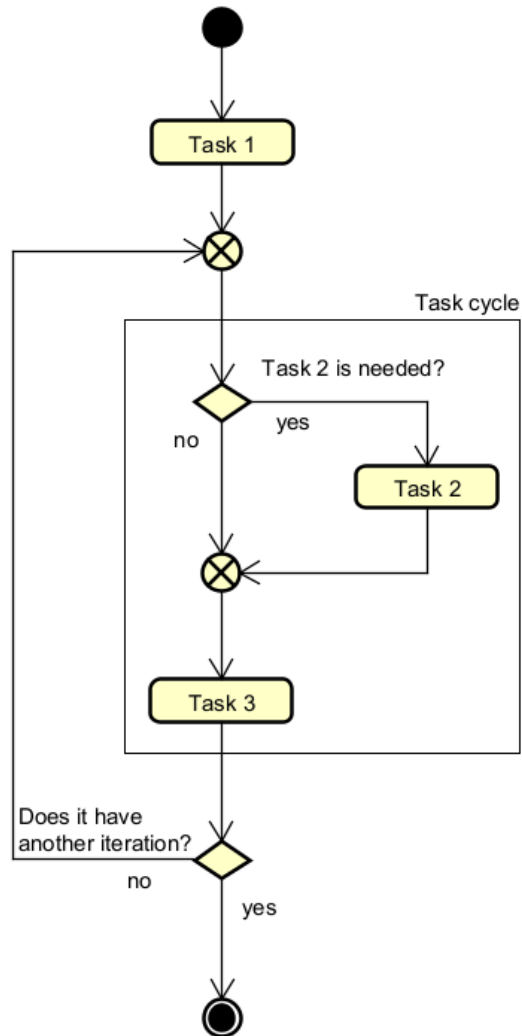 Task 1
Task cycle
Task 2 is needed?
yes
no
Task 2
Task 3
Does it have
another iteration?
no
yes